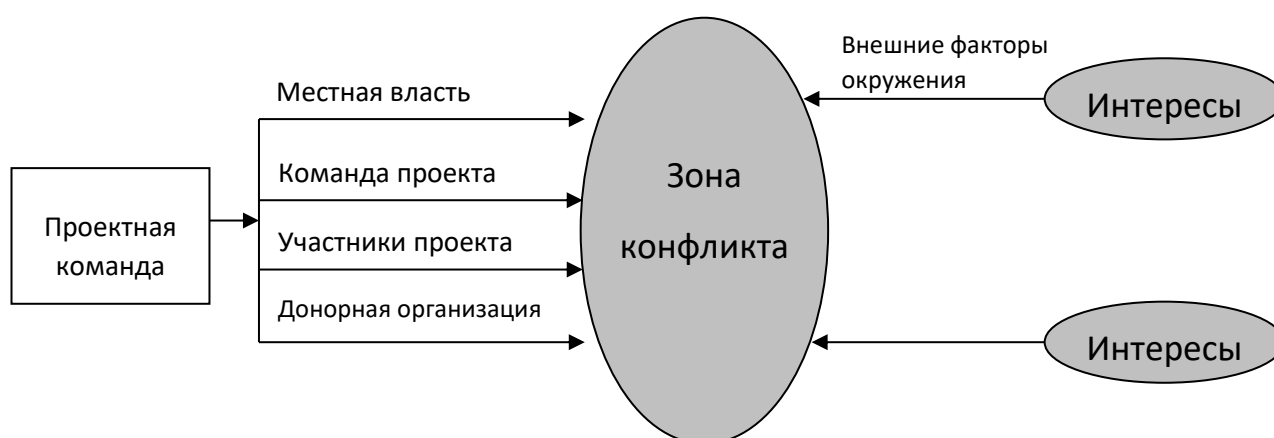 Внешние факторы
окружения
Интересы
Местная власть
Команда проекта
Зона
конфликта
Проектная
команда
Участники проекта
Донорная организация
Интересы